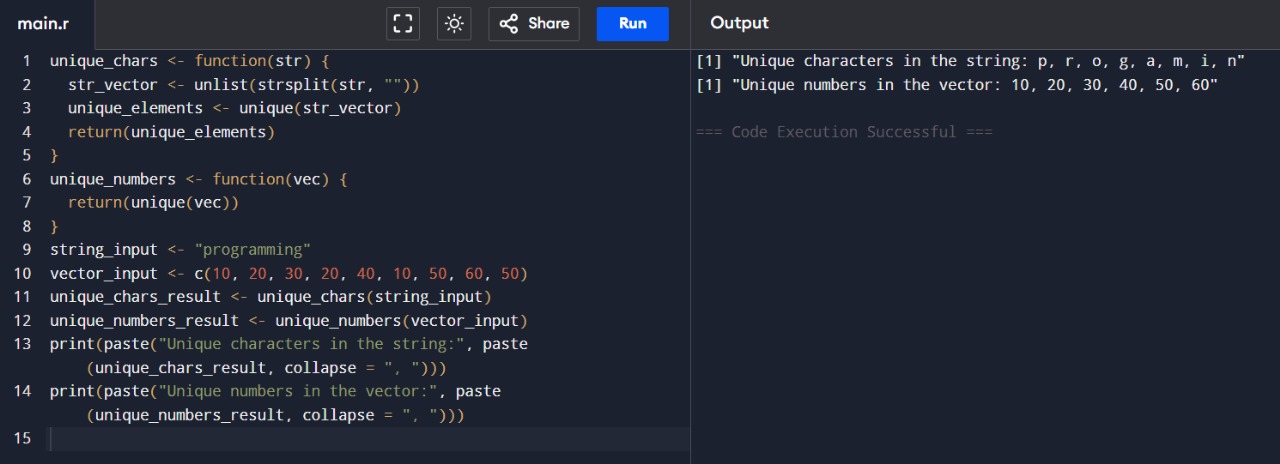 main.r
Share
Run
Output
1 unique_chars <- function(str) {
2   str_vector <- unlist(strsplit(str, ""))
3   unique_elements <- unique(str_vector)
4   return(unique_elements)
5 }
6 unique_numbers <- function(vec) {
7   return(unique(vec))
8 }
9 string_input <- "programming"
10 vector_input <- c(10, 20, 30, 20, 40, 10, 50, 60, 50)
11 unique_chars_result <- unique_chars(string_input)
12 unique_numbers_result <- unique_numbers(vector_input)
13 print(paste("Unique characters in the string:", paste
(unique_chars_result, collapse = ", ")))
14 print(paste("Unique numbers in the vector:", paste
(unique_numbers_result, collapse = ", ")))
15
[1] "Unique characters in the string: p, r, o, g, a, m, i, n"
[1] "Unique numbers in the vector: 10, 20, 30, 40, 50, 60"
=== Code Execution Successful ===